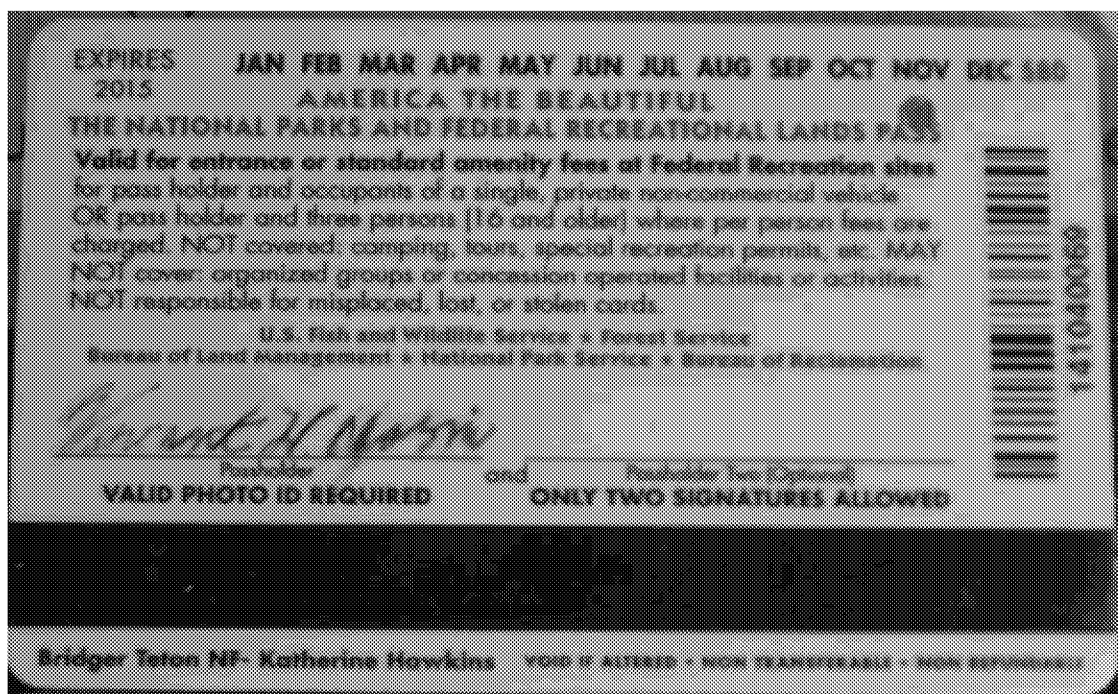 EXPIRES JAN FEB MAR APR MAY JUN JUL AUG SEP OCT NOV DEC
2015
AMERICA THE BEAUTIFUL
THE NATIONAL PARKS AND FEDERAL RECREATIONAL LANDS PASS
Valid for entrance or standard amenity fees at Federal Recreation sites
for pass holder and occupants of a single, private non-commercial vehicle
OR pass holder and three persons [16 and older] where per person fees are
charged. NOT covered: camping, tours, special recreation permits, etc. MAY
NOT cover: organized groups or concession operated facilities or activities.
NOT responsible for misplaced, lost, or stolen cards.
U.S. Fish and Wildlife Service • Forest Service
Bureau of Land Management • National Park Service • Bureau of Reclamation
Vincent
Passholder and Passholder Two (Optional)
VALID PHOTO ID REQUIRED ONLY TWO SIGNATURES ALLOWED
Bridger Teton NF- Katherine Hawkins VOID IF ALTERED • NON TRANSFERABLE • NON REFUNDABLE